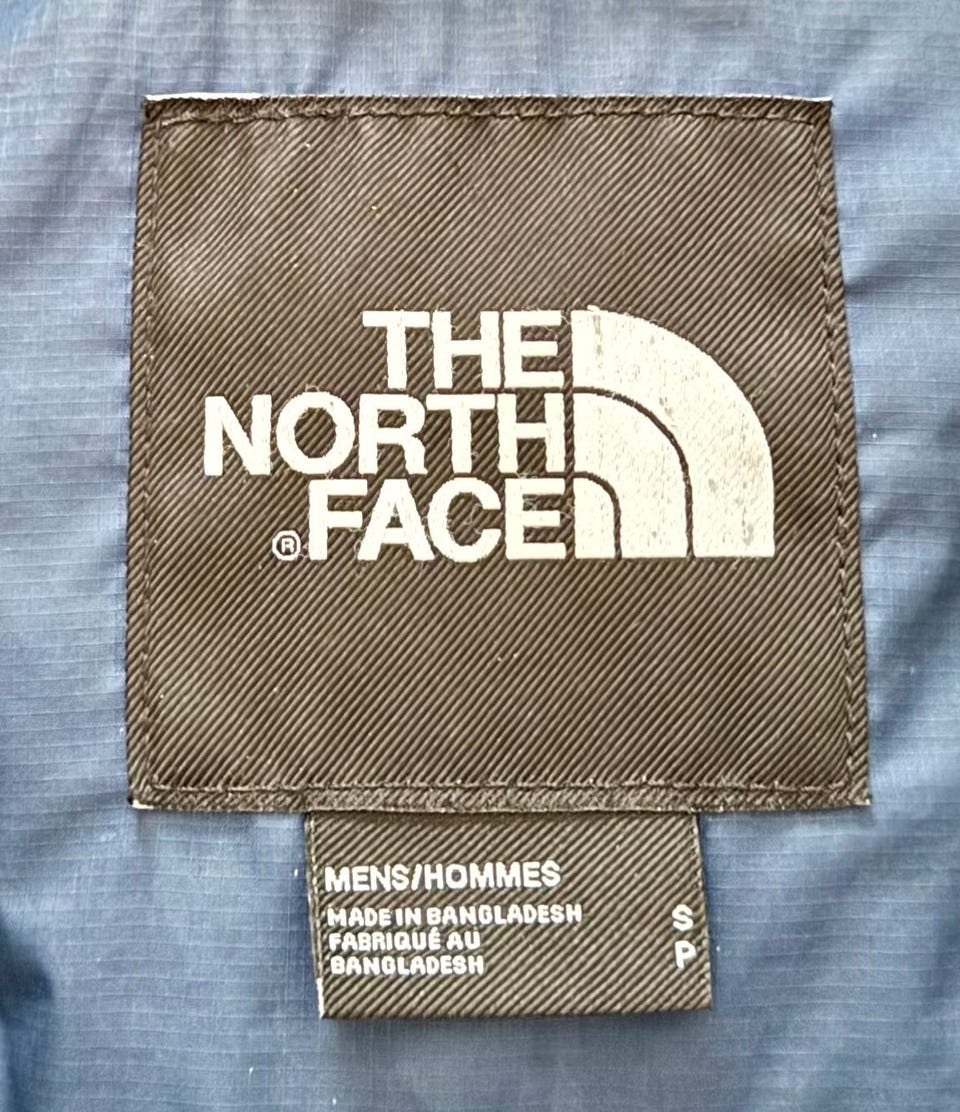 THE
NORTH
FACE
®
MENS/HOMMES
MADE IN BANGLADESH
FABRIQUÉ AU
BANGLADESH
S
P